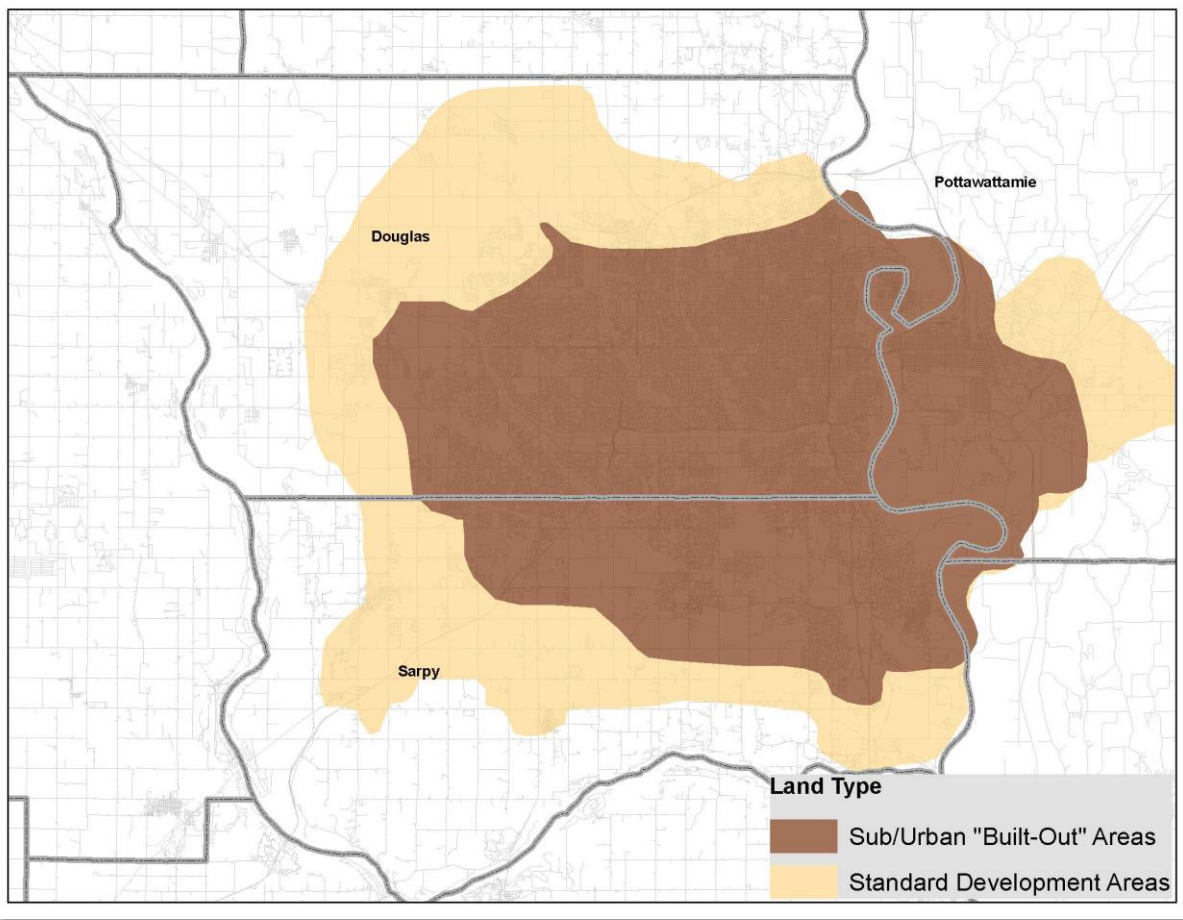 Pottawattamie
Douglas
Sarpy
Land Type
Sub/Urban "Built-Out" Areas
Standard Development Areas